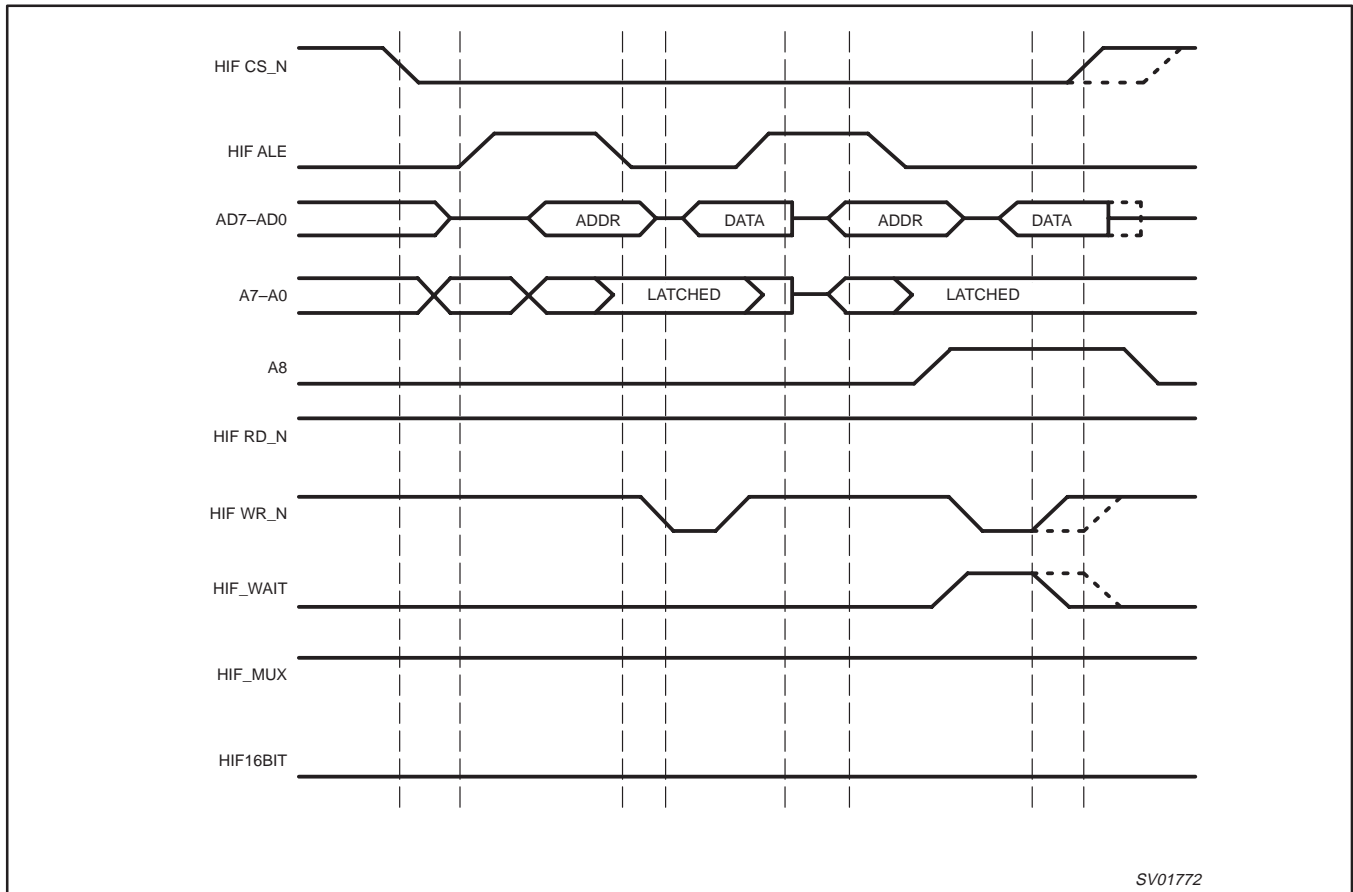 HIF CS_N
HIF ALE
AD7–AD0 ADDR DATA ADDR DATA
A7–A0 LATCHED LATCHED
A8
HIF RD_N
HIF WR_N
HIF_WAIT
HIF_MUX
HIF16BIT
SV01772